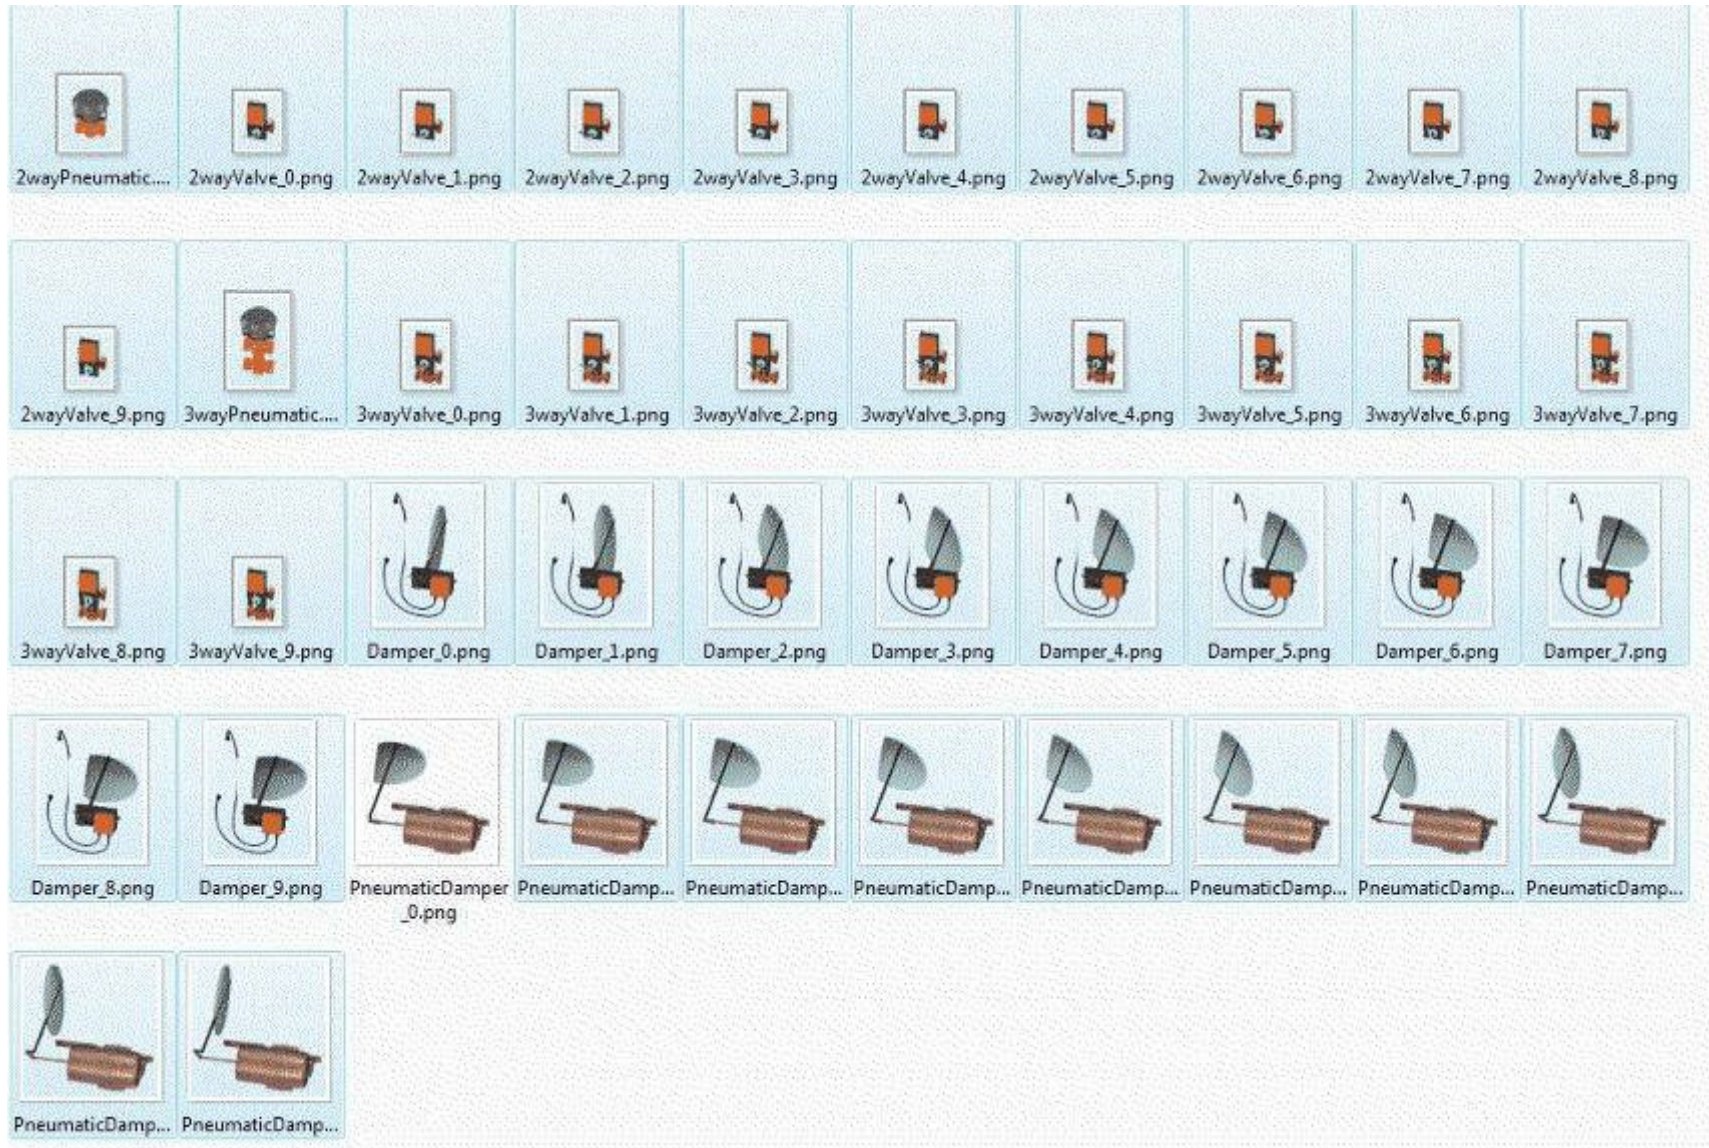 2wayPneumatic.... 2wayValve_0.png 2wayValve_1.png 2wayValve_2.png 2wayValve_3.png 2wayValve_4.png 2wayValve_5.png 2wayValve_6.png 2wayValve_7.png 2wayValve_8.png
2wayValve_9.png 3wayPneumatic.... 3wayValve_0.png 3wayValve_1.png 3wayValve_2.png 3wayValve_3.png 3wayValve_4.png 3wayValve_5.png 3wayValve_6.png 3wayValve_7.png
3wayValve_8.png 3wayValve_9.png Damper_0.png Damper_1.png Damper_2.png Damper_3.png Damper_4.png Damper_5.png Damper_6.png Damper_7.png
Damper_8.png Damper_9.png PneumaticDamper PneumaticDamp... PneumaticDamp... PneumaticDamp... PneumaticDamp... PneumaticDamp... PneumaticDamp... PneumaticDamp...
_0.png
PneumaticDamp... PneumaticDamp...